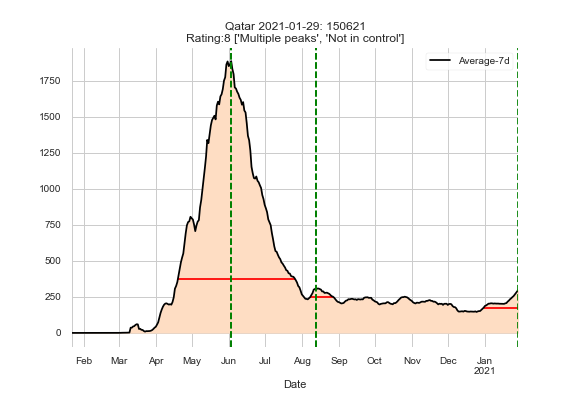 Qatar 2021-01-29: 150621
Rating:8 ['Multiple peaks', 'Not in control']
Average-7d
1750
1500
1250
1000
750
500
250
0
Feb Mar Apr May Jun Jul Aug Sep Oct Nov Dec Jan
2021
Date